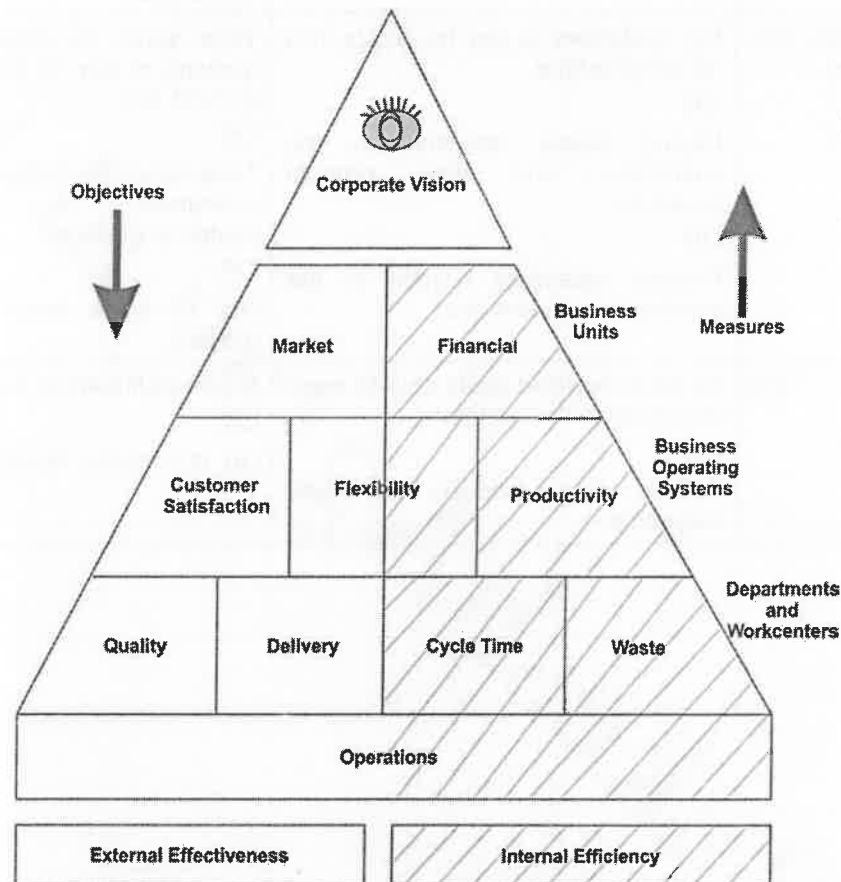 Corporate Vision
Objectives
Measures
Market
Financial
Business
Units
Customer
Satisfaction
Flexibility
Productivity
Business
Operating
Systems
Quality
Delivery
Cycle Time
Waste
Departments
and
Workcenters
Operations
External Effectiveness
Internal Efficiency